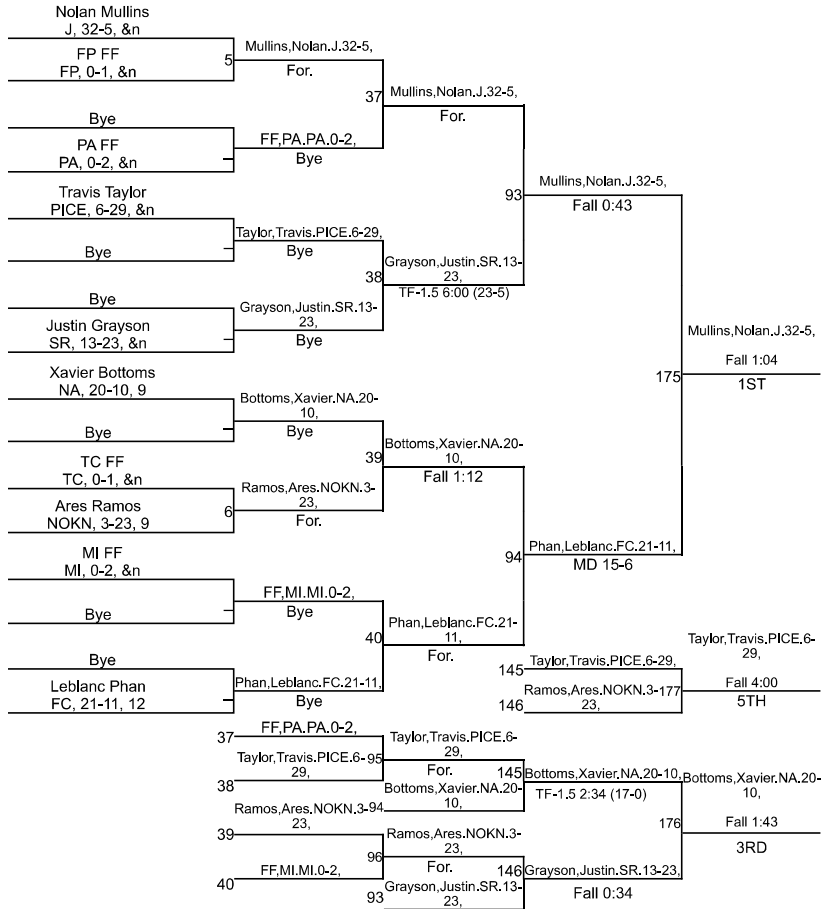 Nolan Mullins
J, 32-5, &n
FP FF
FP, 0-1, &n
5
Mullins,Nolan.J.32-5,
For.
Bye
PA FF
PA, 0-2, &n
FF,PA.PA.0-2,
Bye
37
Mullins,Nolan.J.32-5,
For.
Travis Taylor
PICE, 6-29, &n
Bye
Taylor,Travis.PICE.6-29,
Bye
Bye
Justin Grayson
SR, 13-23, &n
Grayson,Justin.SR.13-
23,
Bye
38
Grayson,Justin.SR.13-
23,
TF-1.5 6:00 (23-5)
93
Mullins,Nolan.J.32-5,
Fall 0:43
Xavier Bottoms
NA, 20-10, 9
Bye
Bottoms,Xavier.NA.20-
10,
Bye
TC FF
TC, 0-1, &n
Ares Ramos
NOKN, 3-23, 9
6
Ramos,Ares.NOKN.3-
23,
For.
39
Bottoms,Xavier.NA.20-
10,
Fall 1:12
MI FF
MI, 0-2, &n
Bye
FF,MI.MI.0-2,
Bye
Bye
Leblanc Phan
FC, 21-11, 12
Phan,Leblanc.FC.21-11,
Bye
40
Phan,Leblanc.FC.21-
11,
For.
94
Phan,Leblanc.FC.21-11,
MD 15-6
175
Mullins,Nolan.J.32-5,
Fall 1:04
1ST
145
Taylor,Travis.PICE.6-29,
146
Ramos,Ares.NOKN.3-
23,
177
Taylor,Travis.PICE.6-
29,
Fall 4:00
5TH
37
FF,PA.PA.0-2,
38
Taylor,Travis.PICE.6-
29,
95
Taylor,Travis.PICE.6-
29,
For.
94
Bottoms,Xavier.NA.20-
10,
145
Bottoms,Xavier.NA.20-10,
TF-1.5 2:34 (17-0)
39
Ramos,Ares.NOKN.3-
23,
40
FF,MI.MI.0-2,
96
Ramos,Ares.NOKN.3-
23,
For.
93
Grayson,Justin.SR.13-
23,
146
Grayson,Justin.SR.13-23,
Fall 0:34
176
Bottoms,Xavier.NA.20-
10,
Fall 1:43
3RD